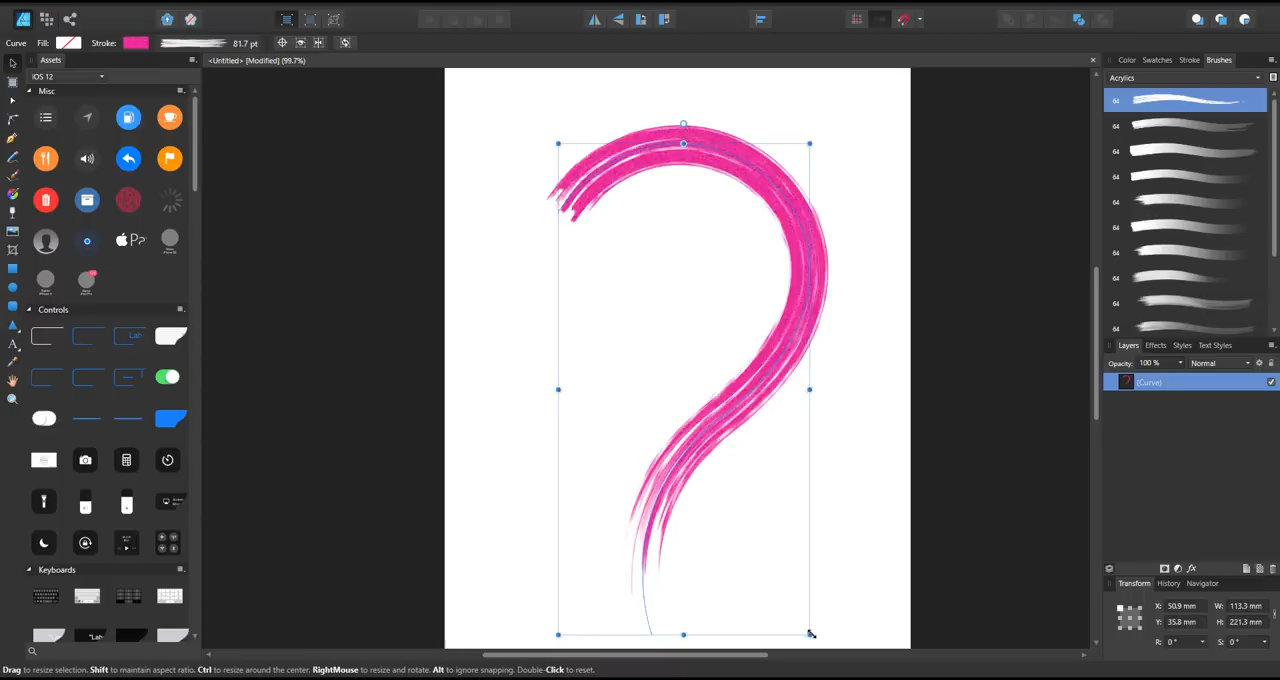 Curve Fill: Stroke: 81.7 pt
Assets
<Untitled> [Modified] (99.7%)
Color Swatches Stroke Brushes
iOS 12
Acrylics
Misc
64
64
64
64
64
64
64
64
64
64
Controls
Layers Effects Styles Text Styles
Opacity: 100 % Normal
(Curve)
Keyboards
Transform History Navigator
X: 50.9 mm W: 113.3 mm
Y: 35.8 mm H: 221.3 mm
R: 0 ° S: 0 °
Drag to resize selection. Shift to maintain aspect ratio. Ctrl to resize around the center. RightMouse to resize and rotate. Alt to ignore snapping. Double-Click to reset.